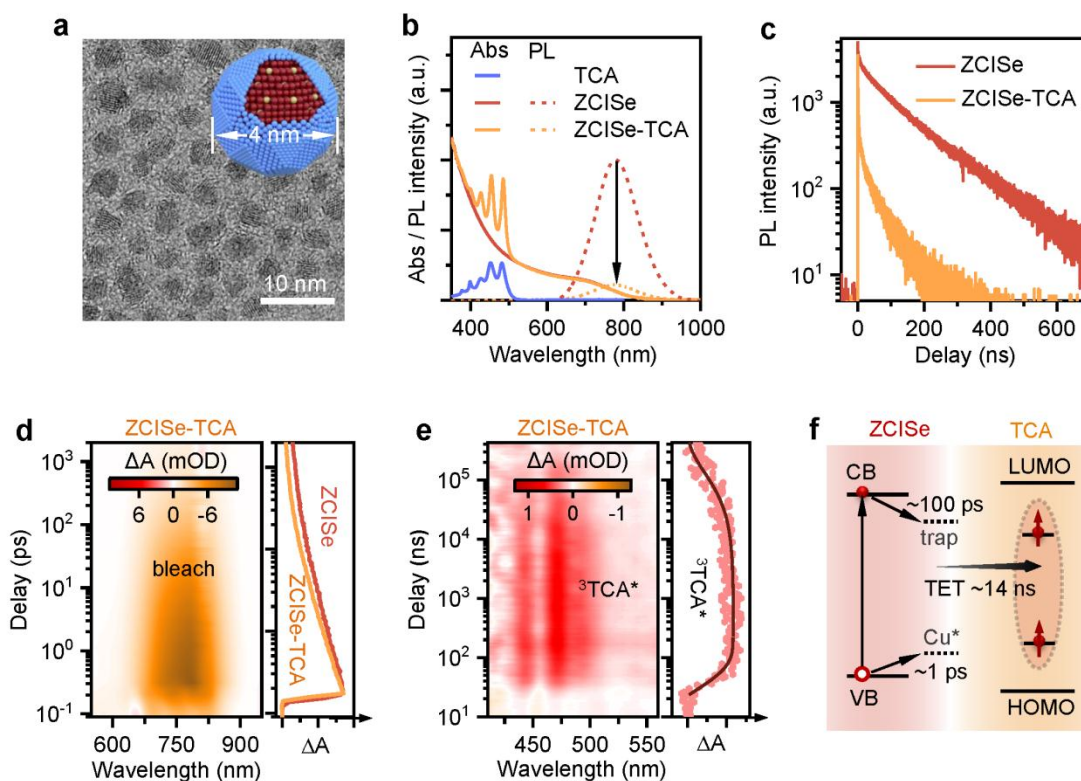 a
4 nm
10 nm
b
Abs PL
TCA
ZCISe
ZCISe-TCA
Abs / PL intensity (a.u.)
400 600 800 1000
Wavelength (nm)
c
ZCISe
ZCISe-TCA
PL intensity (a.u.)
10³
10²
10¹
0 200 400 600
Delay (ns)
d
ZCISe-TCA
ΔA (mOD)
6 0 -6
bleach
Delay (ps)
10³
10²
10¹
10⁰
10⁻¹
600 750 900
Wavelength (nm)
ZCISe
ZCISe-TCA
ΔA
e
ZCISe-TCA
ΔA (mOD)
1 0 -1
³TCA*
Delay (ns)
10⁵
10⁴
10³
10²
10¹
450 500 550
Wavelength (nm)
³TCA*
ΔA
f
ZCISe TCA
CB
LUMO
~100 ps
trap
TET ~14 ns
Cu*
~1 ps
VB
HOMO